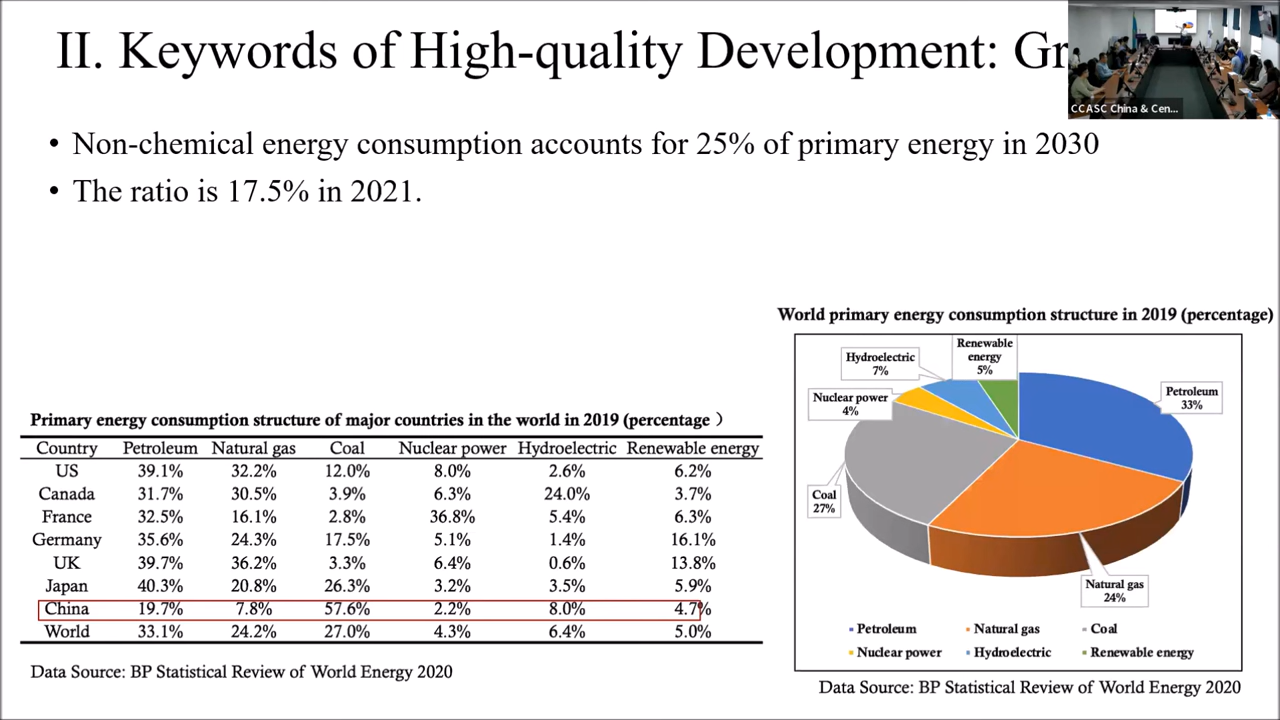 II. Keywords of High-quality Development: Gr
CCASC China & Cen...
• Non-chemical energy consumption accounts for 25% of primary energy in 2030
• The ratio is 17.5% in 2021.
World primary energy consumption structure in 2019 (percentage)
Renewable energy 5%
Hydroelectric 7%
Nuclear power 4%
Petroleum 33%
Coal 27%
Natural gas 24%
Petroleum Natural gas Coal
Nuclear power Hydroelectric Renewable energy
Data Source: BP Statistical Review of World Energy 2020
Primary energy consumption structure of major countries in the world in 2019 (percentage）
Country Petroleum Natural gas Coal Nuclear power Hydroelectric Renewable energy
US 39.1% 32.2% 12.0% 8.0% 2.6% 6.2%
Canada 31.7% 30.5% 3.9% 6.3% 24.0% 3.7%
France 32.5% 16.1% 2.8% 36.8% 5.4% 6.3%
Germany 35.6% 24.3% 17.5% 5.1% 1.4% 16.1%
UK 39.7% 36.2% 3.3% 6.4% 0.6% 13.8%
Japan 40.3% 20.8% 26.3% 3.2% 3.5% 5.9%
China 19.7% 7.8% 57.6% 2.2% 8.0% 4.7%
World 33.1% 24.2% 27.0% 4.3% 6.4% 5.0%
Data Source: BP Statistical Review of World Energy 2020